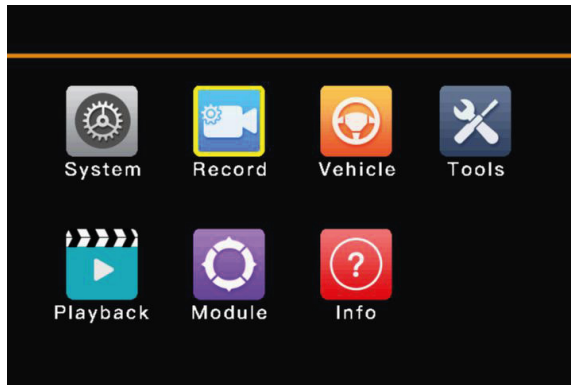 System
Record
Vehicle
Tools
Playback
Module
?
Info